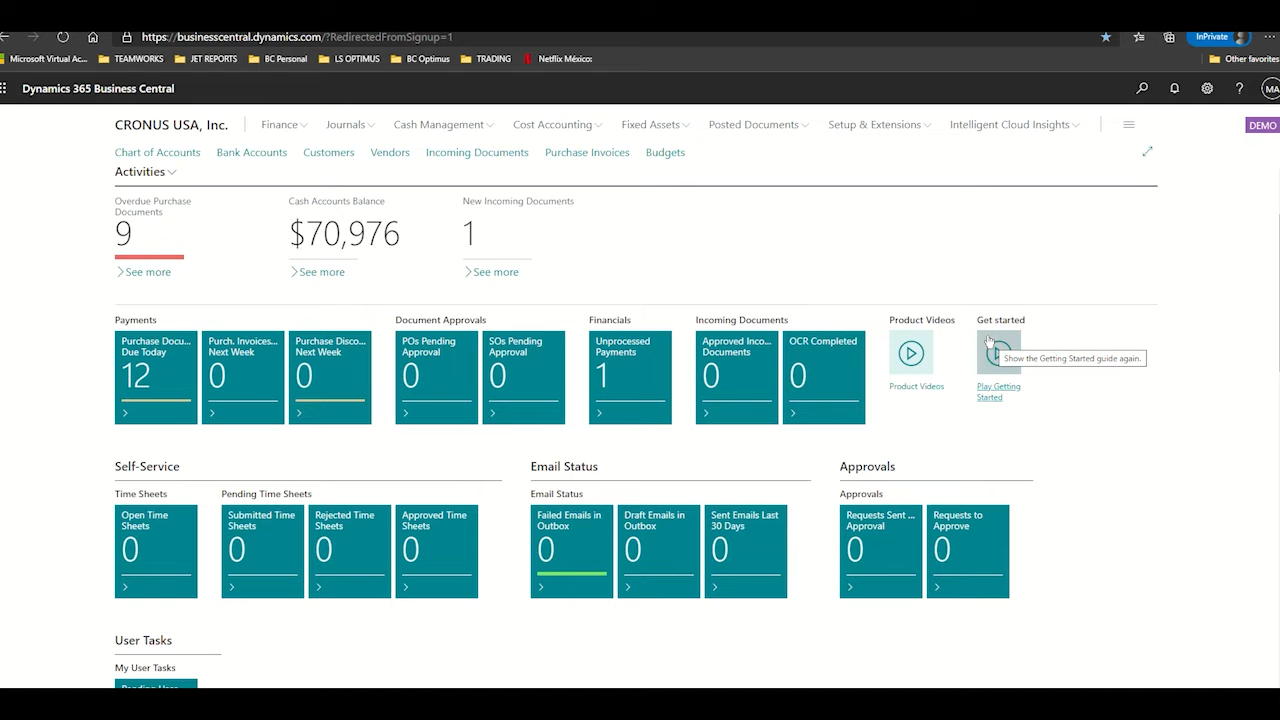 https://businesscentral.dynamics.com/?RedirectedFromSignup=1
InPrivate
Microsoft Virtual Ac... TEAMWORKS JET REPORTS BC Personal LS OPTIMUS BC Optimus TRADING Netflix México: Other favorites
Dynamics 365 Business Central
MA
CRONUS USA, Inc. Finance Journals Cash Management Cost Accounting Fixed Assets Posted Documents Setup & Extensions Intelligent Cloud Insights
DEMO
Chart of Accounts Bank Accounts Customers Vendors Incoming Documents Purchase Invoices Budgets
Activities
Overdue Purchase
Documents
9
See more
Cash Accounts Balance
$70,976
See more
New Incoming Documents
1
See more
Payments
Purchase Docu...
Due Today
12
Purch. Invoices...
Next Week
0
Purchase Disco...
Next Week
0
Document Approvals
POs Pending
Approval
0
SOs Pending
Approval
0
Financials
Unprocessed
Payments
1
Incoming Documents
Approved Inco...
Documents
0
OCR Completed
0
Product Videos
Product Videos
Get started
Show the Getting Started guide again.
Play Getting
Started
Self-Service
Time Sheets
Open Time
Sheets
0
Pending Time Sheets
Submitted Time
Sheets
0
Rejected Time
Sheets
0
Approved Time
Sheets
0
Email Status
Email Status
Failed Emails in
Outbox
0
Draft Emails in
Outbox
0
Sent Emails Last
30 Days
0
Approvals
Approvals
Requests Sent ...
Approval
0
Requests to
Approve
0
User Tasks
My User Tasks